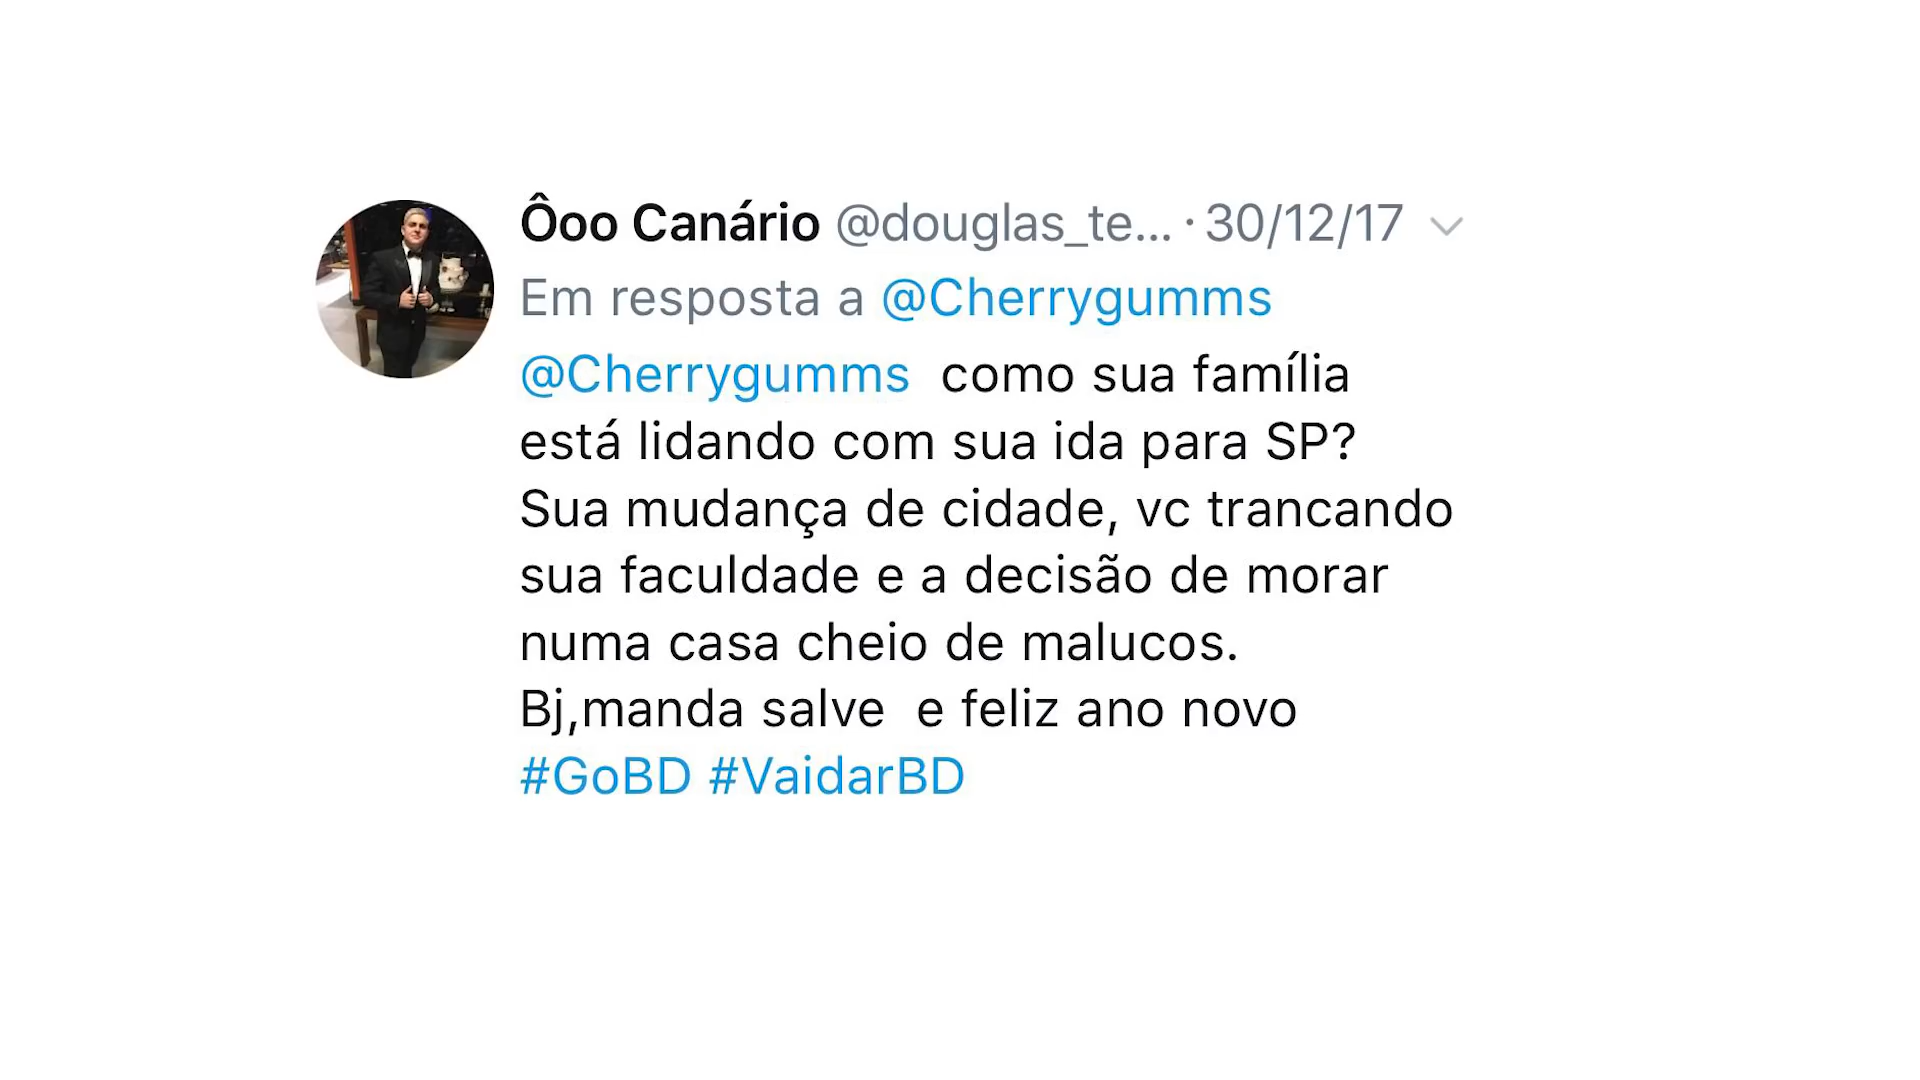 Ôoo Canário @douglas_te... · 30/12/17
Em resposta a @Cherrygumms
@Cherrygumms  como sua família
está lidando com sua ida para SP?
Sua mudança de cidade, vc trancando
sua faculdade e a decisão de morar
numa casa cheio de malucos.
Bj,manda salve  e feliz ano novo
#GoBD #VaidarBD